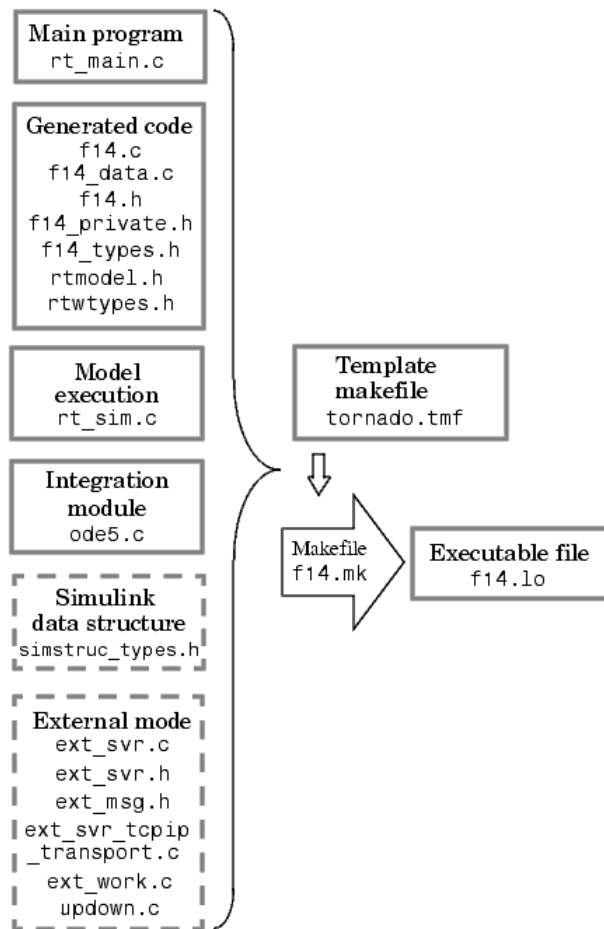 Main program
rt_main.c
Generated code
f14.c
f14_data.c
f14.h
f14_private.h
f14_types.h
rtmodel.h
rtwtypes.h
Model
execution
rt_sim.c
Integration
module
ode5.c
Simulink
data structure
simstruc_types.h
External mode
ext_svr.c
ext_svr.h
ext_msg.h
ext_svr_tcpip
_transport.c
ext_work.c
updown.c
Template
makefile
tornado.tmf
Makefile
f14.mk
Executable file
f14.lo